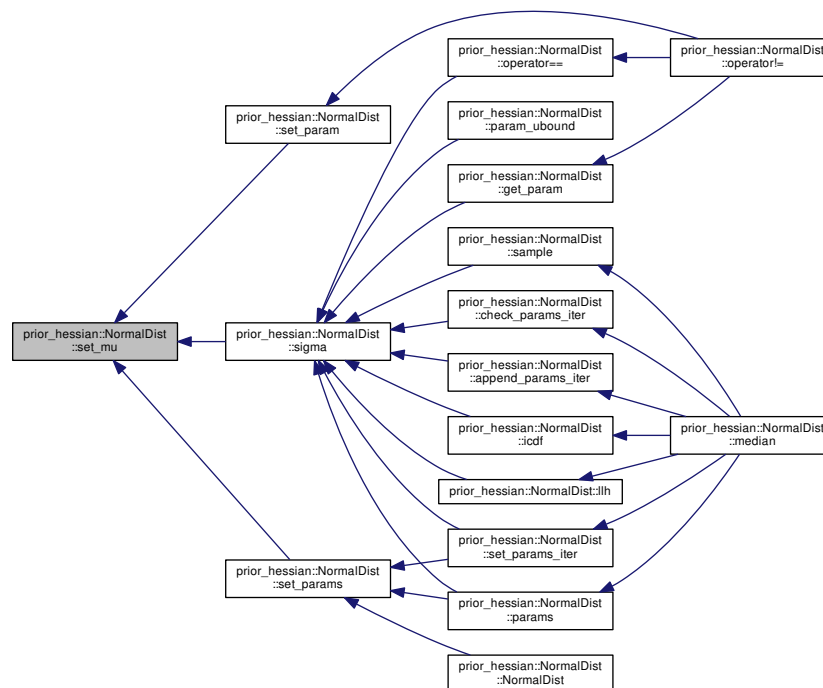 prior_hessian::NormalDist
::set_mu
prior_hessian::NormalDist
::set_param
prior_hessian::NormalDist
::sigma
prior_hessian::NormalDist
::set_params
prior_hessian::NormalDist
::operator==
prior_hessian::NormalDist
::param_ubound
prior_hessian::NormalDist
::get_param
prior_hessian::NormalDist
::sample
prior_hessian::NormalDist
::check_params_iter
prior_hessian::NormalDist
::append_params_iter
prior_hessian::NormalDist
::icdf
prior_hessian::NormalDist::llh
prior_hessian::NormalDist
::set_params_iter
prior_hessian::NormalDist
::params
prior_hessian::NormalDist
::NormalDist
prior_hessian::NormalDist
::operator!=
prior_hessian::NormalDist
::median